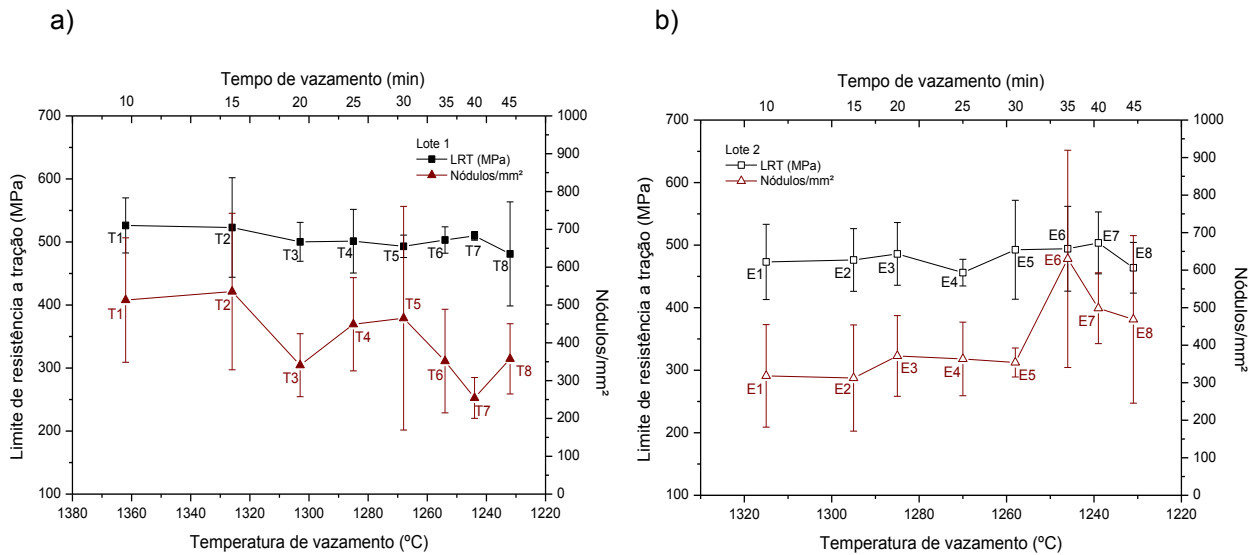 a)
Tempo de vazamento (min)
10 15 20 25 30 35 40 45
Limite de resistência a tração (MPa)
700
600
500
400
300
200
100
Lote 1
LRT (MPa)
Nódulos/mm²
T1 T2 T3 T4 T5 T6 T7 T8
T1 T2 T3 T4 T5 T6 T7 T8
1000
900
800
700
600
500
400
300
200
100
0
Nódulos/mm²
1380 1360 1340 1320 1300 1280 1260 1240 1220
Temperatura de vazamento (ºC)
b)
Tempo de vazamento (min)
10 15 20 25 30 35 40 45
Limite de resistência a tração (MPa)
700
600
500
400
300
200
100
Lote 2
LRT (MPa)
Nódulos/mm²
E1 E2 E3 E4 E5 E6 E7 E8
E1 E2 E3 E4 E5 E6 E7 E8
1000
900
800
700
600
500
400
300
200
100
0
Nódulos/mm²
1320 1300 1280 1260 1240 1220
Temperatura de vazamento (ºC)